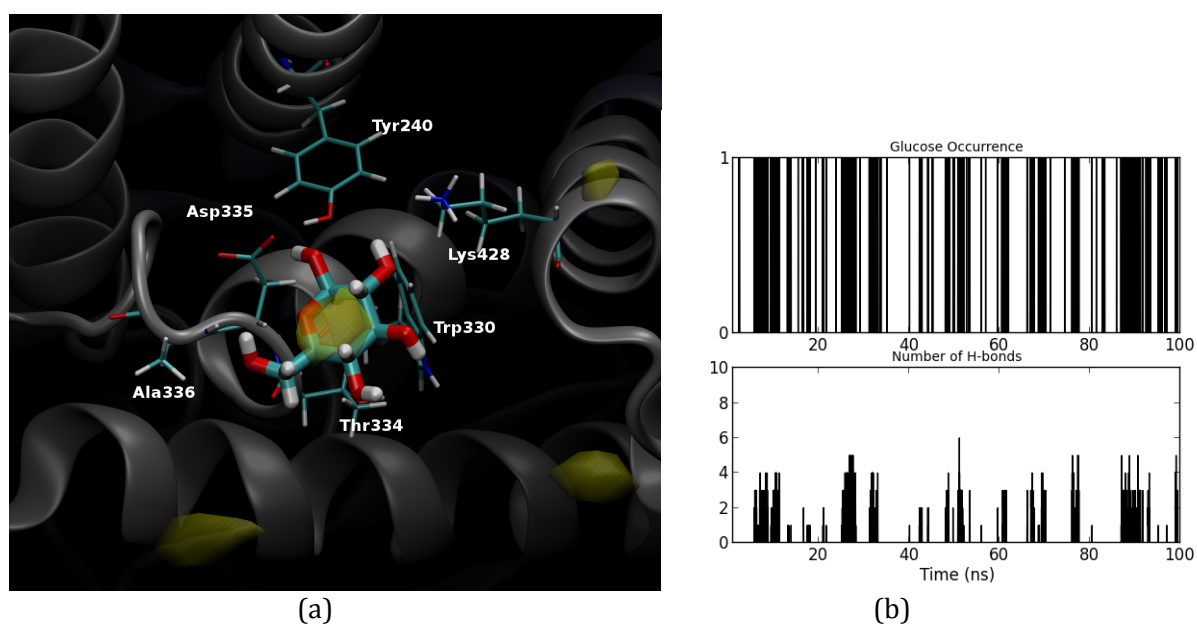 Tyr240
Asp335
Lys428
Trp330
Ala336
Thr334
(a)
Glucose Occurrence
1
0
20 40 60 80 100
Number of H-bonds
10
8
6
4
2
0
20 40 60 80 100
Time (ns)
(b)